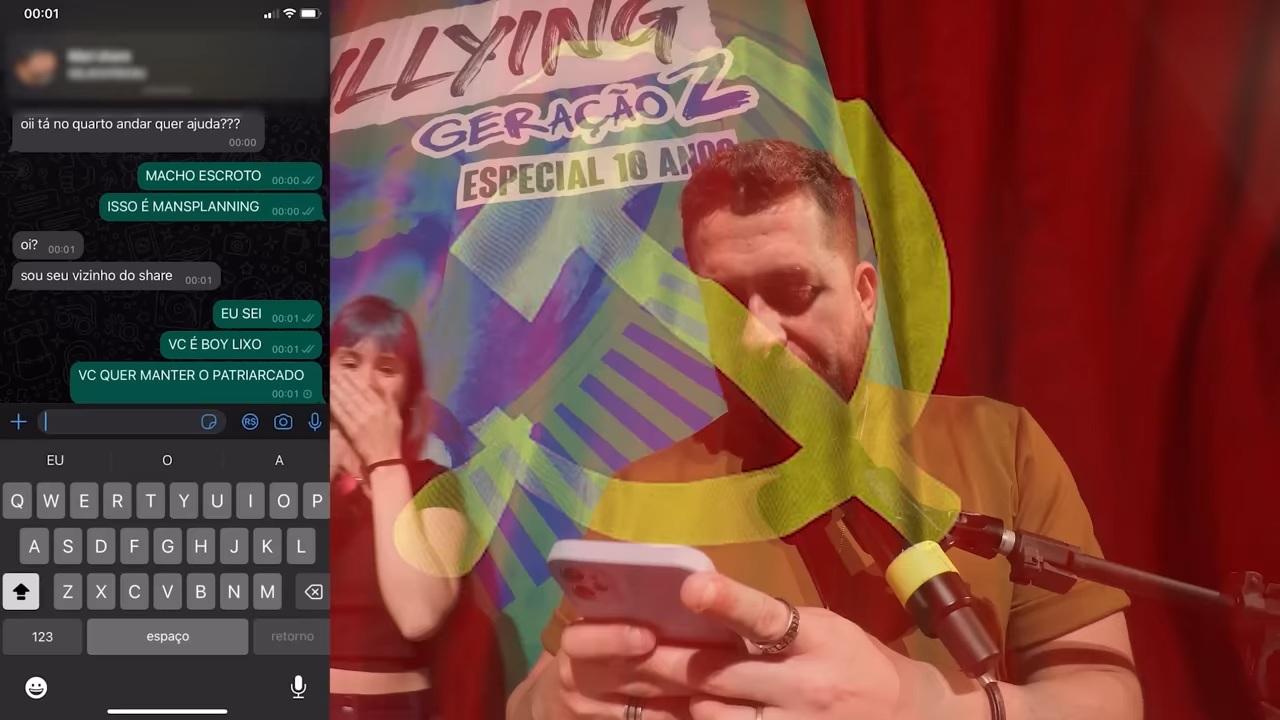 00:01
oii tá no quarto andar quer ajuda???
00:00
MACHO ESCROTO 00:00
ISSO É MANSPLANNING 00:00
oi? 00:01
sou seu vizinho do share 00:01
EU SEI 00:01
VC É BOY LIXO 00:01
VC QUER MANTER O PATRIARCADO
00:01
RS
EU O A
Q W E R T Y U I O P
A S D F G H J K L
Z X C V B N M
123 espaço retorno
LLYING
GERAÇÃO Z
ESPECIAL 10 ANOS